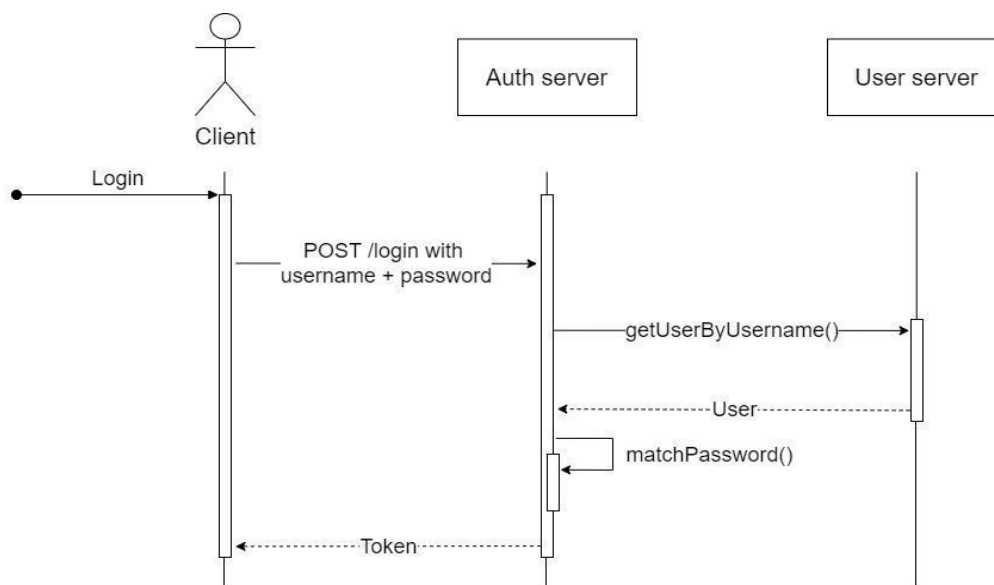 Client
Auth server
User server
Login
POST /login with
username + password
getUserByUsername()
User
matchPassword()
Token